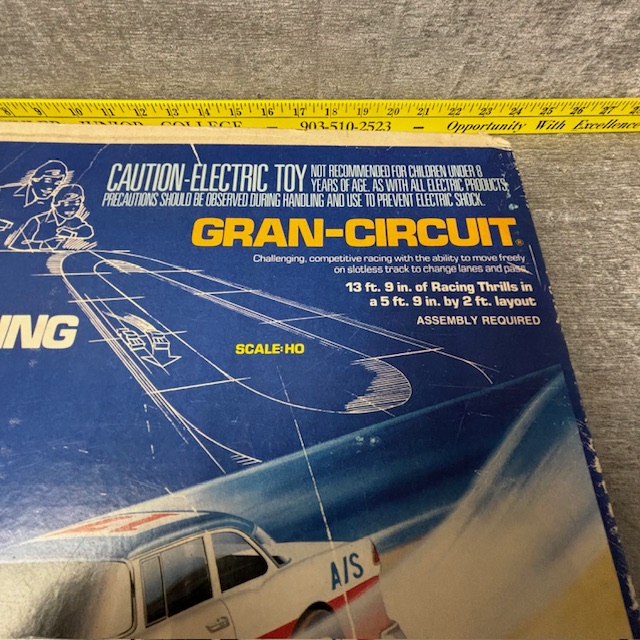 8 9 10 11 12 13 14 15 16 17 18 19 20 21 22 23 24 25 26 27
JUNIOR COLLEGE – 903-510-2523 – Opportunity With Excellence
CAUTION-ELECTRIC TOY NOT RECOMMENDED FOR CHILDREN UNDER 8
YEARS OF AGE. AS WITH ALL ELECTRIC PRODUCTS,
PRECAUTIONS SHOULD BE OBSERVED DURING HANDLING AND USE TO PREVENT ELECTRIC SHOCK.
GRAN-CIRCUIT®
Challenging, competitive racing with the ability to move freely
on slotless track to change lanes and pass.
13 ft. 9 in. of Racing Thrills in
a 5 ft. 9 in. by 2 ft. layout
ASSEMBLY REQUIRED
ING
SCALE:HO
A/S